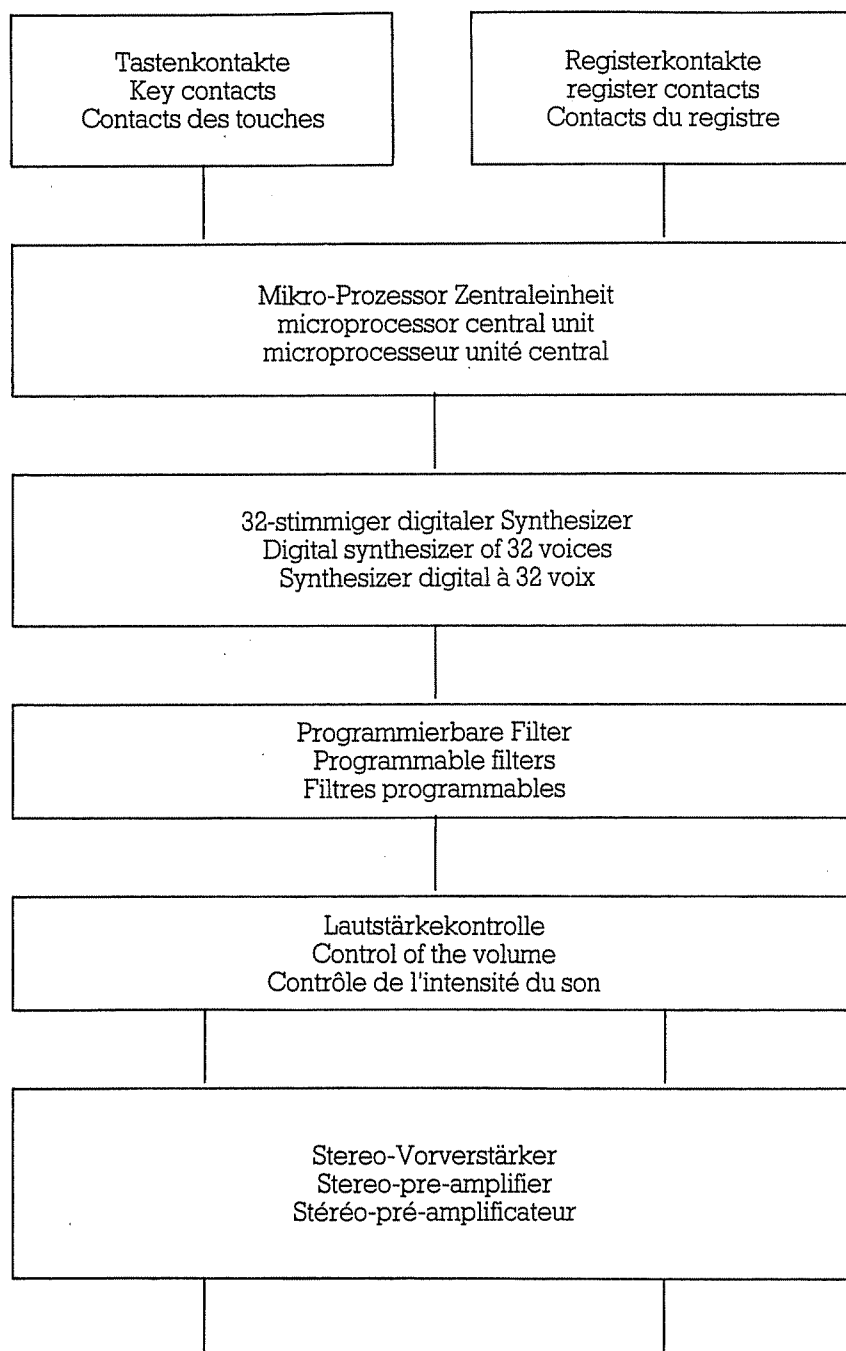 Tastenkontakte
Key contacts
Contacts des touches
Registerkontakte
register contacts
Contacts du registre
Mikro-Prozessor Zentraleinheit
microprocessor central unit
microprocesseur unité central
32-stimmiger digitaler Synthesizer
Digital synthesizer of 32 voices
Synthesizer digital à 32 voix
Programmierbare Filter
Programmable filters
Filtres programmables
Lautstärkekontrolle
Control of the volume
Contrôle de l'intensité du son
Stereo-Vorverstärker
Stereo-pre-amplifier
Stéréo-pré-amplificateur